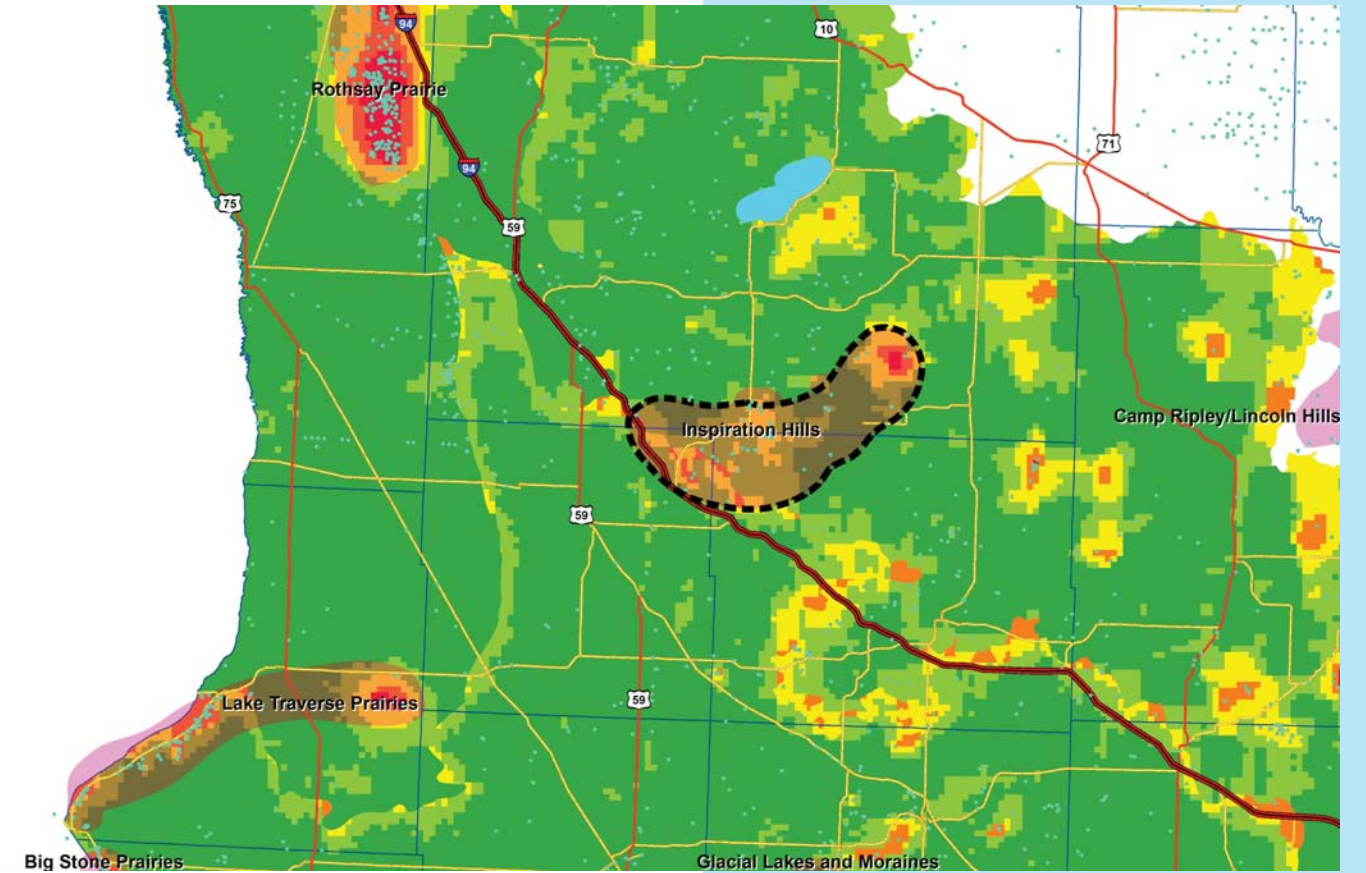 94
10
Rothsay Prairie
71
94
75
59
Camp Ripley/Lincoln Hills
Inspiration Hills
59
Lake Traverse Prairies
59
Big Stone Prairies
Glacial Lakes and Moraines